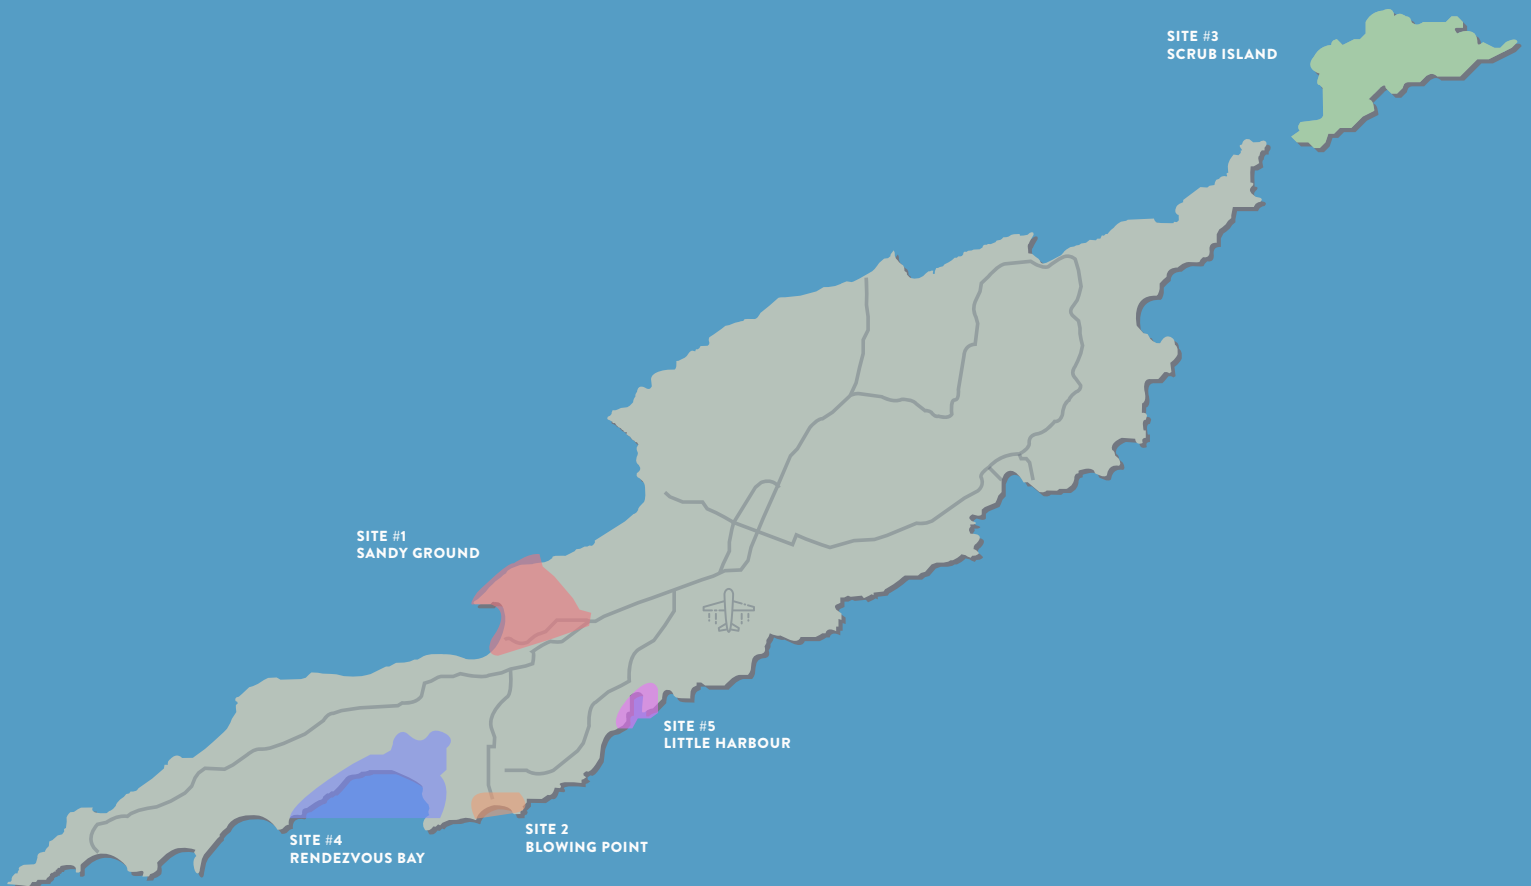 SITE #3
SCRUB ISLAND
SITE #1
SANDY GROUND
SITE #5
LITTLE HARBOUR
SITE #4
RENDEZVOUS BAY
SITE 2
BLOWING POINT